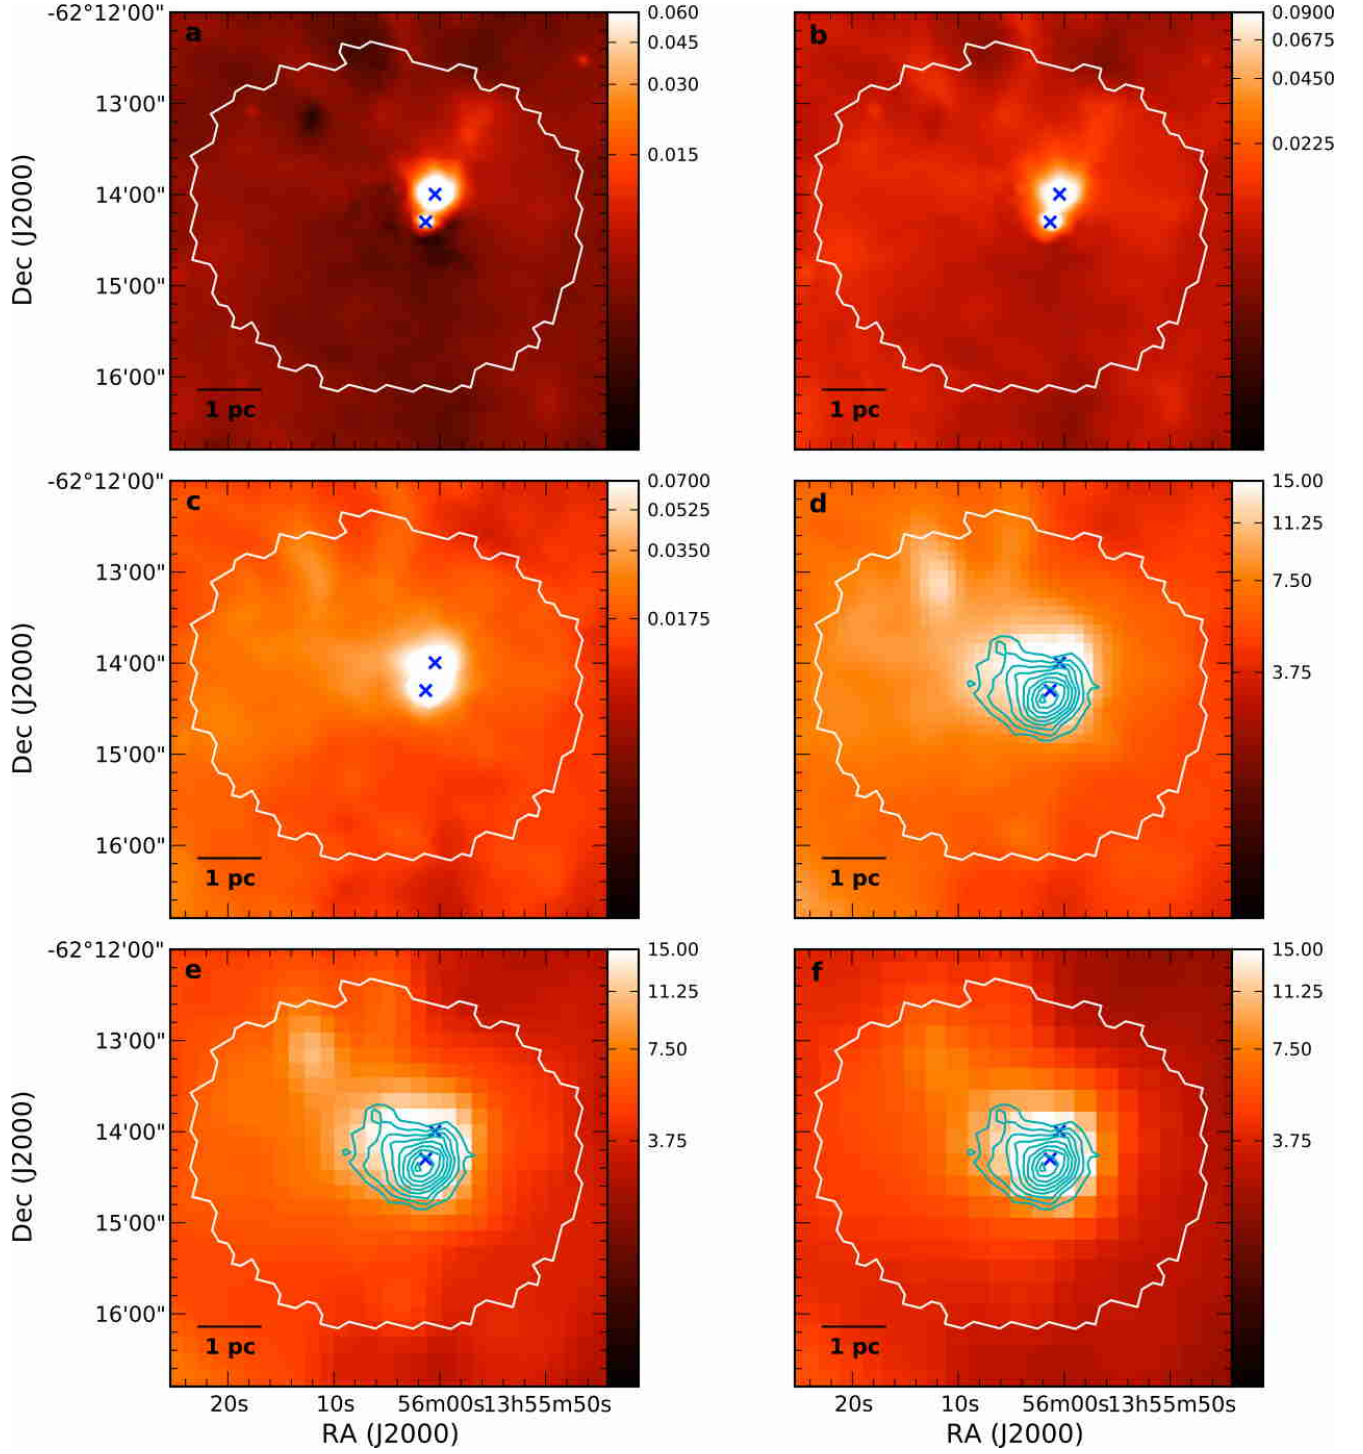 -62°12'00"
13'00"
14'00"
15'00"
16'00"
Dec (J2000)
a
1 pc
0.060
0.045
0.030
0.015
b
1 pc
0.0900
0.0675
0.0450
0.0225
-62°12'00"
13'00"
14'00"
15'00"
16'00"
Dec (J2000)
c
1 pc
0.0700
0.0525
0.0350
0.0175
d
1 pc
15.00
11.25
7.50
3.75
-62°12'00"
13'00"
14'00"
15'00"
16'00"
Dec (J2000)
e
1 pc
15.00
11.25
7.50
3.75
f
1 pc
15.00
11.25
7.50
3.75
20s 10s 56m00s 13h55m50s
RA (J2000)
20s 10s 56m00s 13h55m50s
RA (J2000)